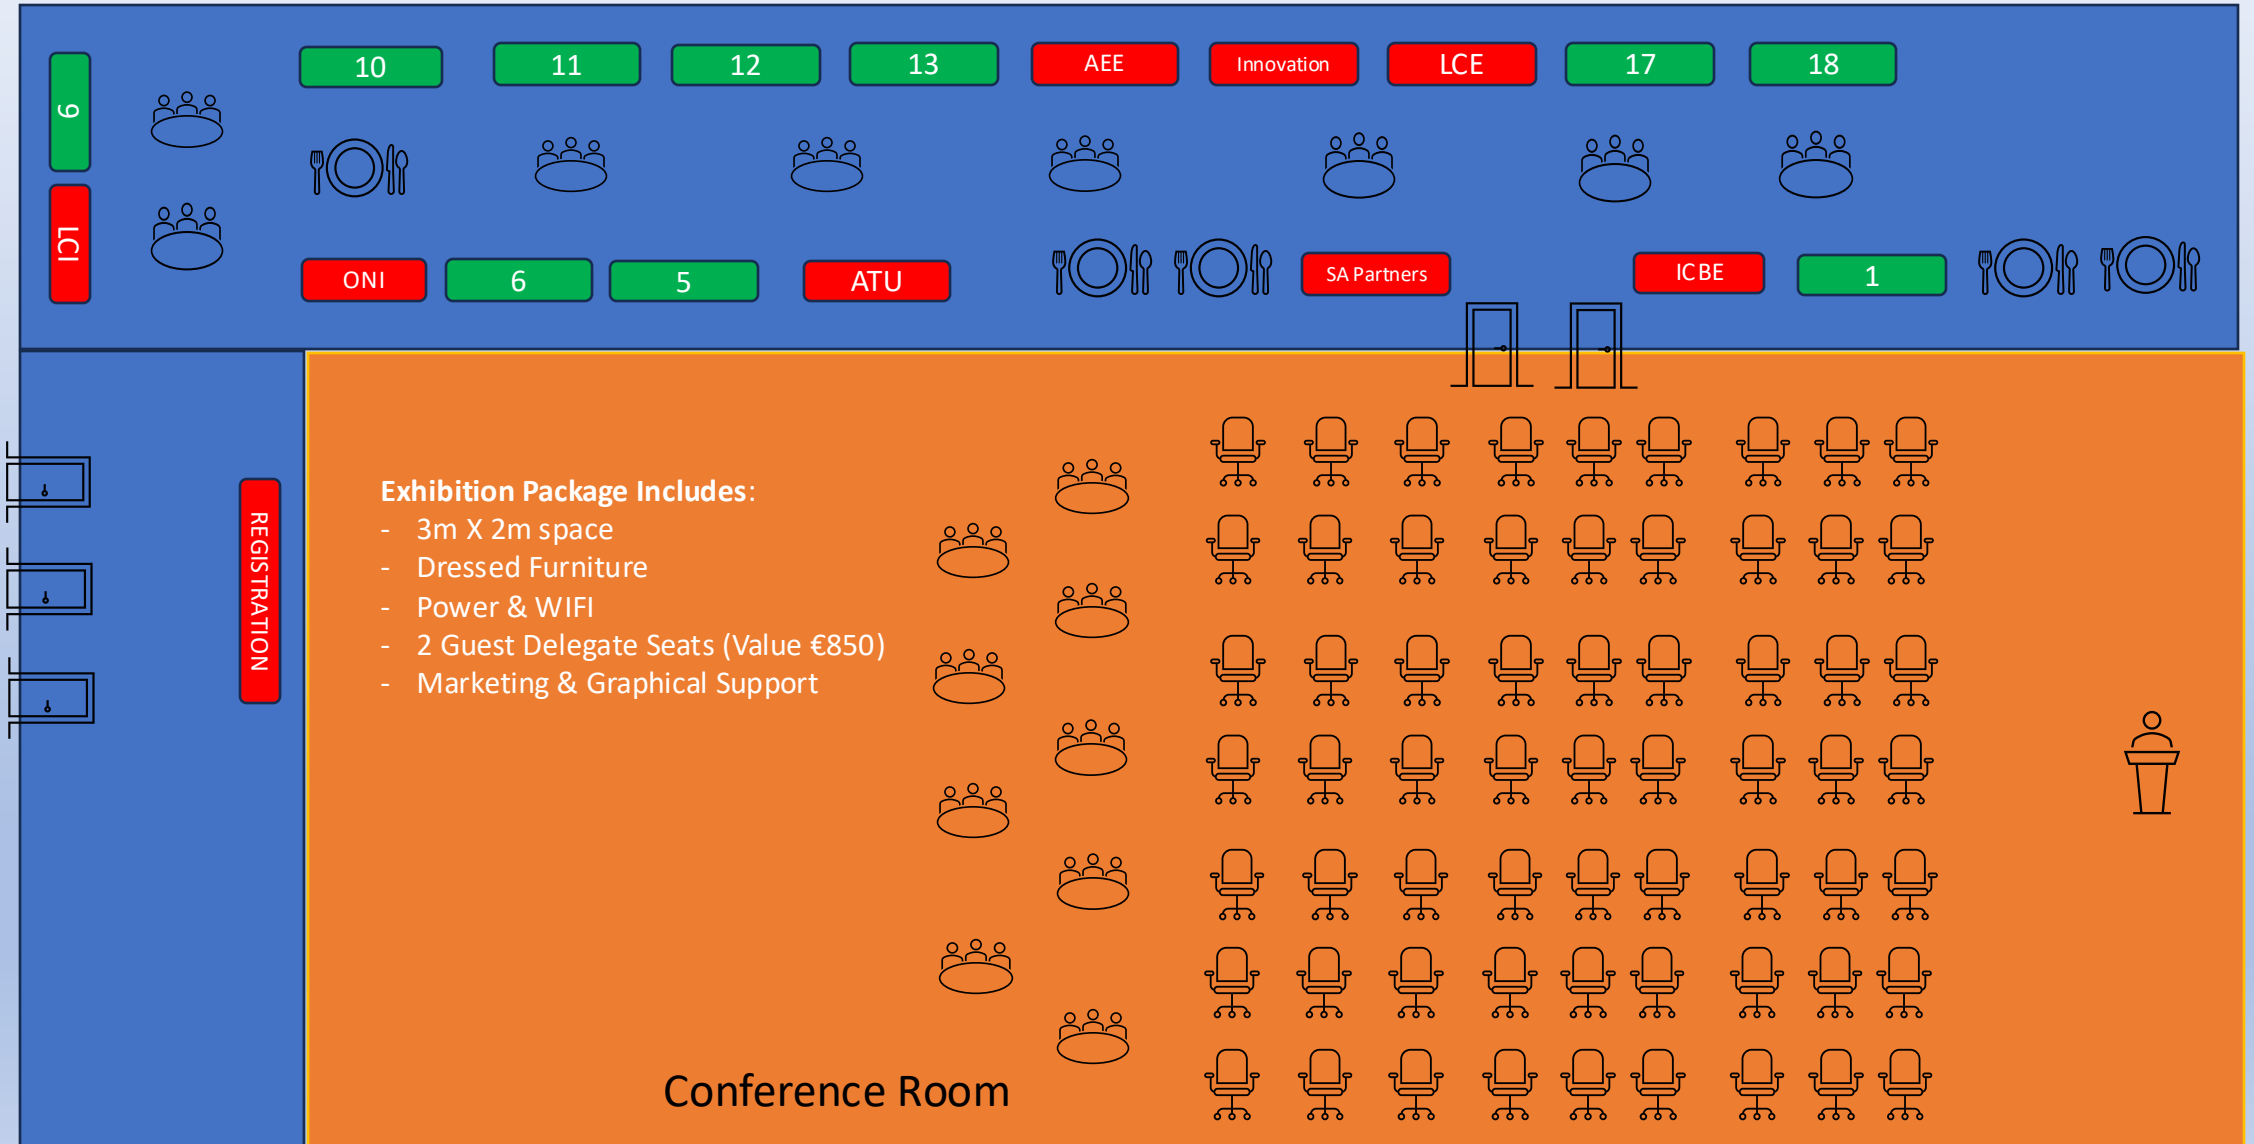 10
11
12
13
AEE
Innovation
LCE
17
18
9
LCI
ONI
6
5
ATU
SA Partners
ICBE
1
REGISTRATION
Exhibition Package Includes:
- 3m X 2m space
- Dressed Furniture
- Power & WIFI
- 2 Guest Delegate Seats (Value €850)
- Marketing & Graphical Support
Conference Room